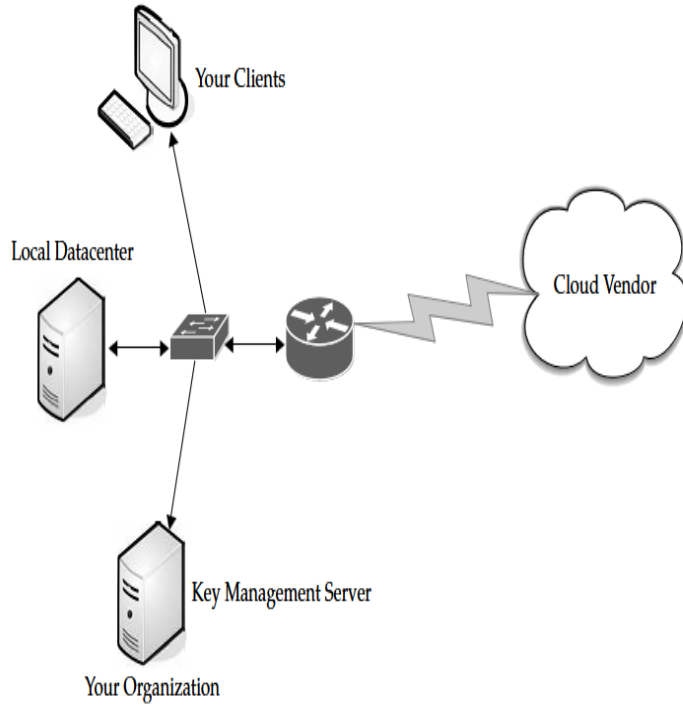 Your Clients
Local Datacenter
Cloud Vendor
Key Management Server
Your Organization